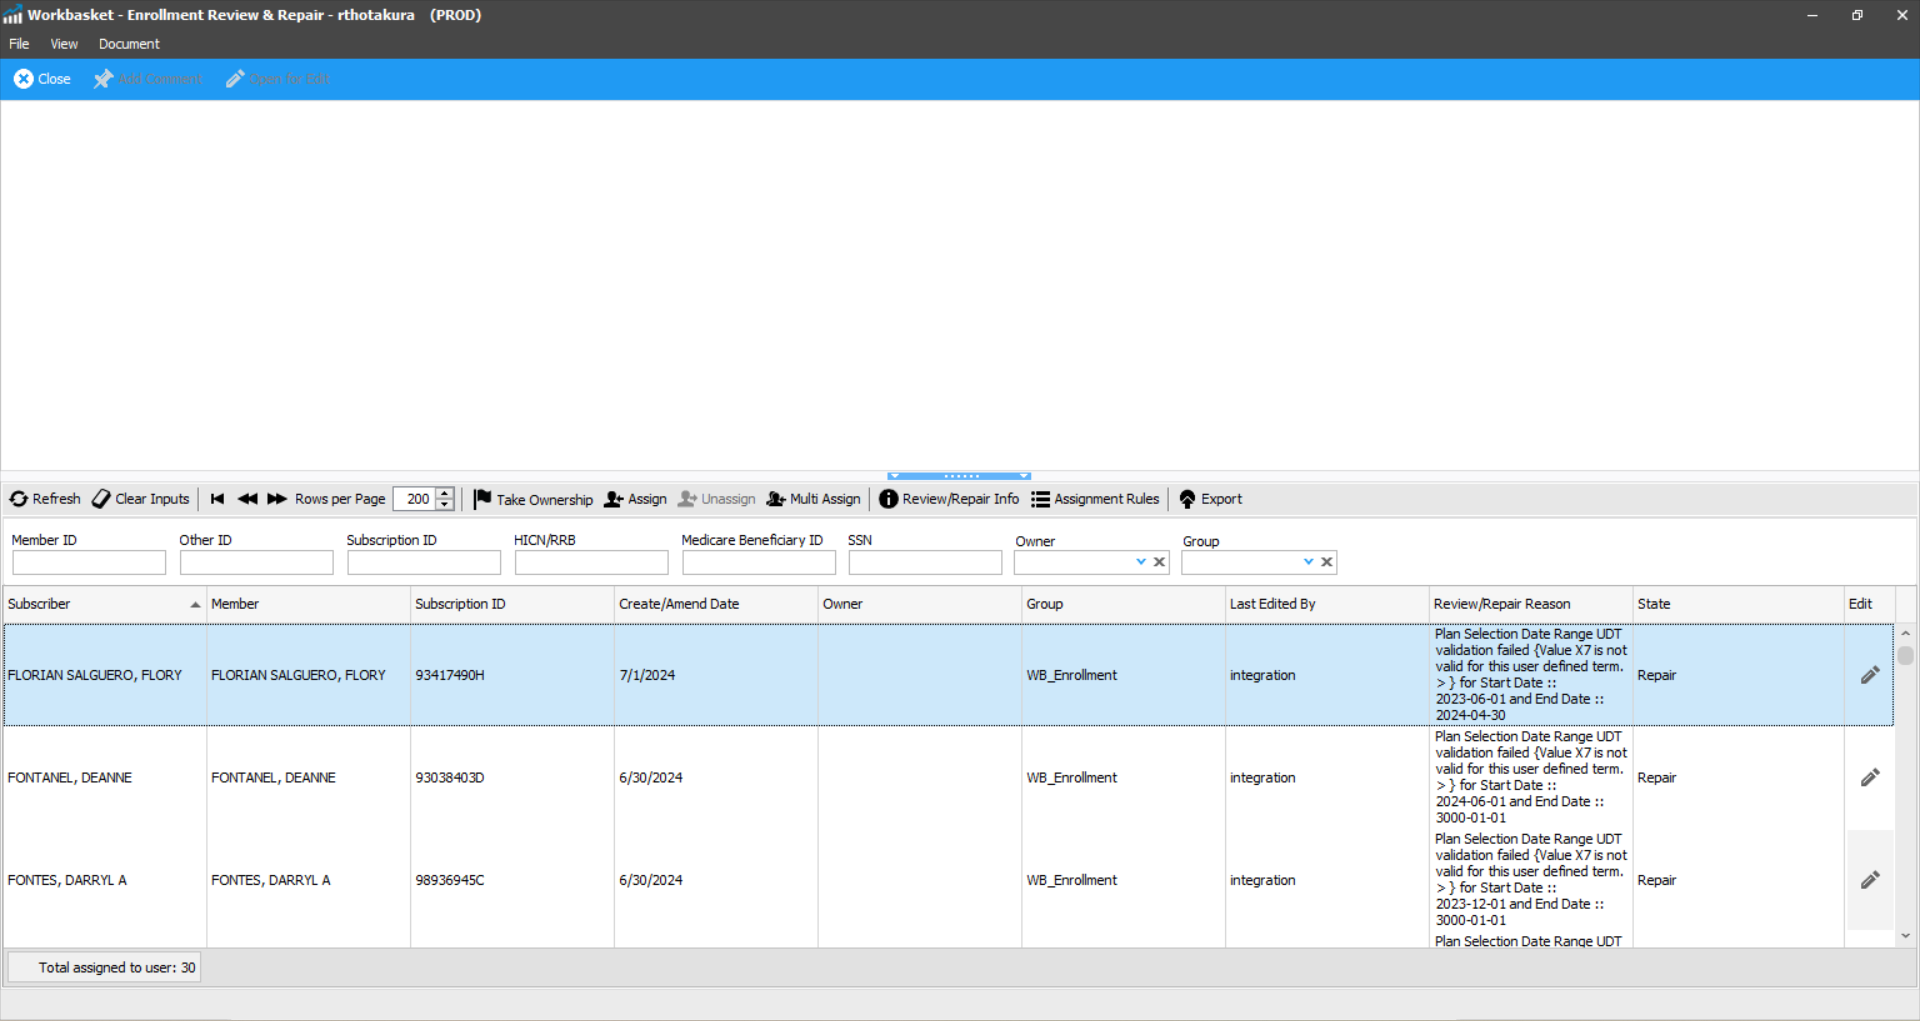 Workbasket - Enrollment Review & Repair - rthotakura (PROD)
File View Document
Close Add Comment Open for Edit
Refresh Clear Inputs Rows per Page 200 Take Ownership Assign Unassign Multi Assign Review/Repair Info Assignment Rules Export
Member ID Other ID Subscription ID HICN/RRB Medicare Beneficiary ID SSN Owner Group
Subscriber Member Subscription ID Create/Amend Date Owner Group Last Edited By Review/Repair Reason State Edit
FLORIAN SALGUERO, FLORY FLORIAN SALGUERO, FLORY 93417490H 7/1/2024 WB_Enrollment integration
Plan Selection Date Range UDT
validation failed {Value X7 is not
valid for this user defined term.
> } for Start Date ::
2023-06-01 and End Date ::
2024-04-30
Repair
FONTANEL, DEANNE FONTANEL, DEANNE 93038403D 6/30/2024 WB_Enrollment integration
Plan Selection Date Range UDT
validation failed {Value X7 is not
valid for this user defined term.
> } for Start Date ::
2024-06-01 and End Date ::
3000-01-01
Repair
FONTES, DARRYL A FONTES, DARRYL A 98936945C 6/30/2024 WB_Enrollment integration
Plan Selection Date Range UDT
validation failed {Value X7 is not
valid for this user defined term.
> } for Start Date ::
2023-12-01 and End Date ::
3000-01-01
Repair
Plan Selection Date Range UDT
Total assigned to user: 30